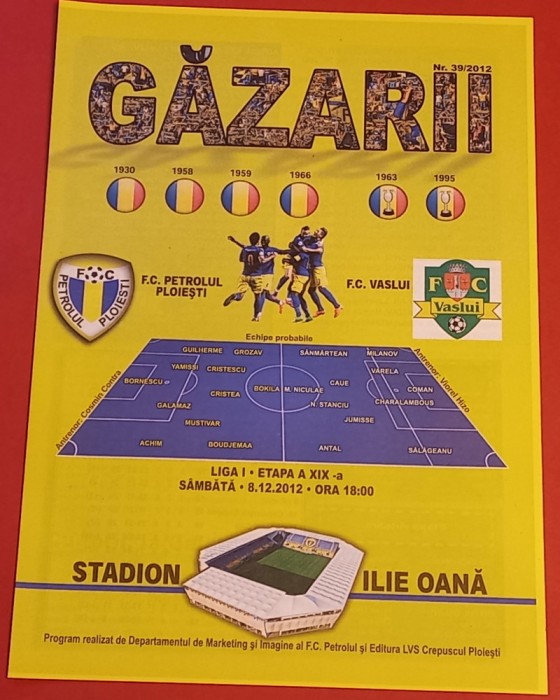 Nr. 39/2012
GĂZARII
1930 1958 1959 1966 1963 1995
F.C. PETROLUL
PLOIEȘTI
F.C. VASLUI
F C
PETROLUL PLOIEȘTI
F C
Vaslui
Echipe probabile
Antrenor: Cosmin Contra
Antrenor: Viorel Hizo
GUILHERME GROZAV SÂNMĂRTEAN MILANOV
YAMISSI CRISTESCU VARELA
BORNESCU CAUE COMAN
CRISTEA BOKILA M. NICULAE
GALAMAZ N. STANCIU CHARALAMBOUS
MUSTIVAR JUMISSE
ACHIM BOUDJEMAA ANTAL SĂLĂGEANU
LIGA I • ETAPA A XIX -a
SÂMBĂTĂ • 8.12.2012 • ORA 18:00
STADION ILIE OANĂ
Program realizat de Departamentul de Marketing și Imagine al F.C. Petrolul și Editura LVS Crepuscul Ploiești